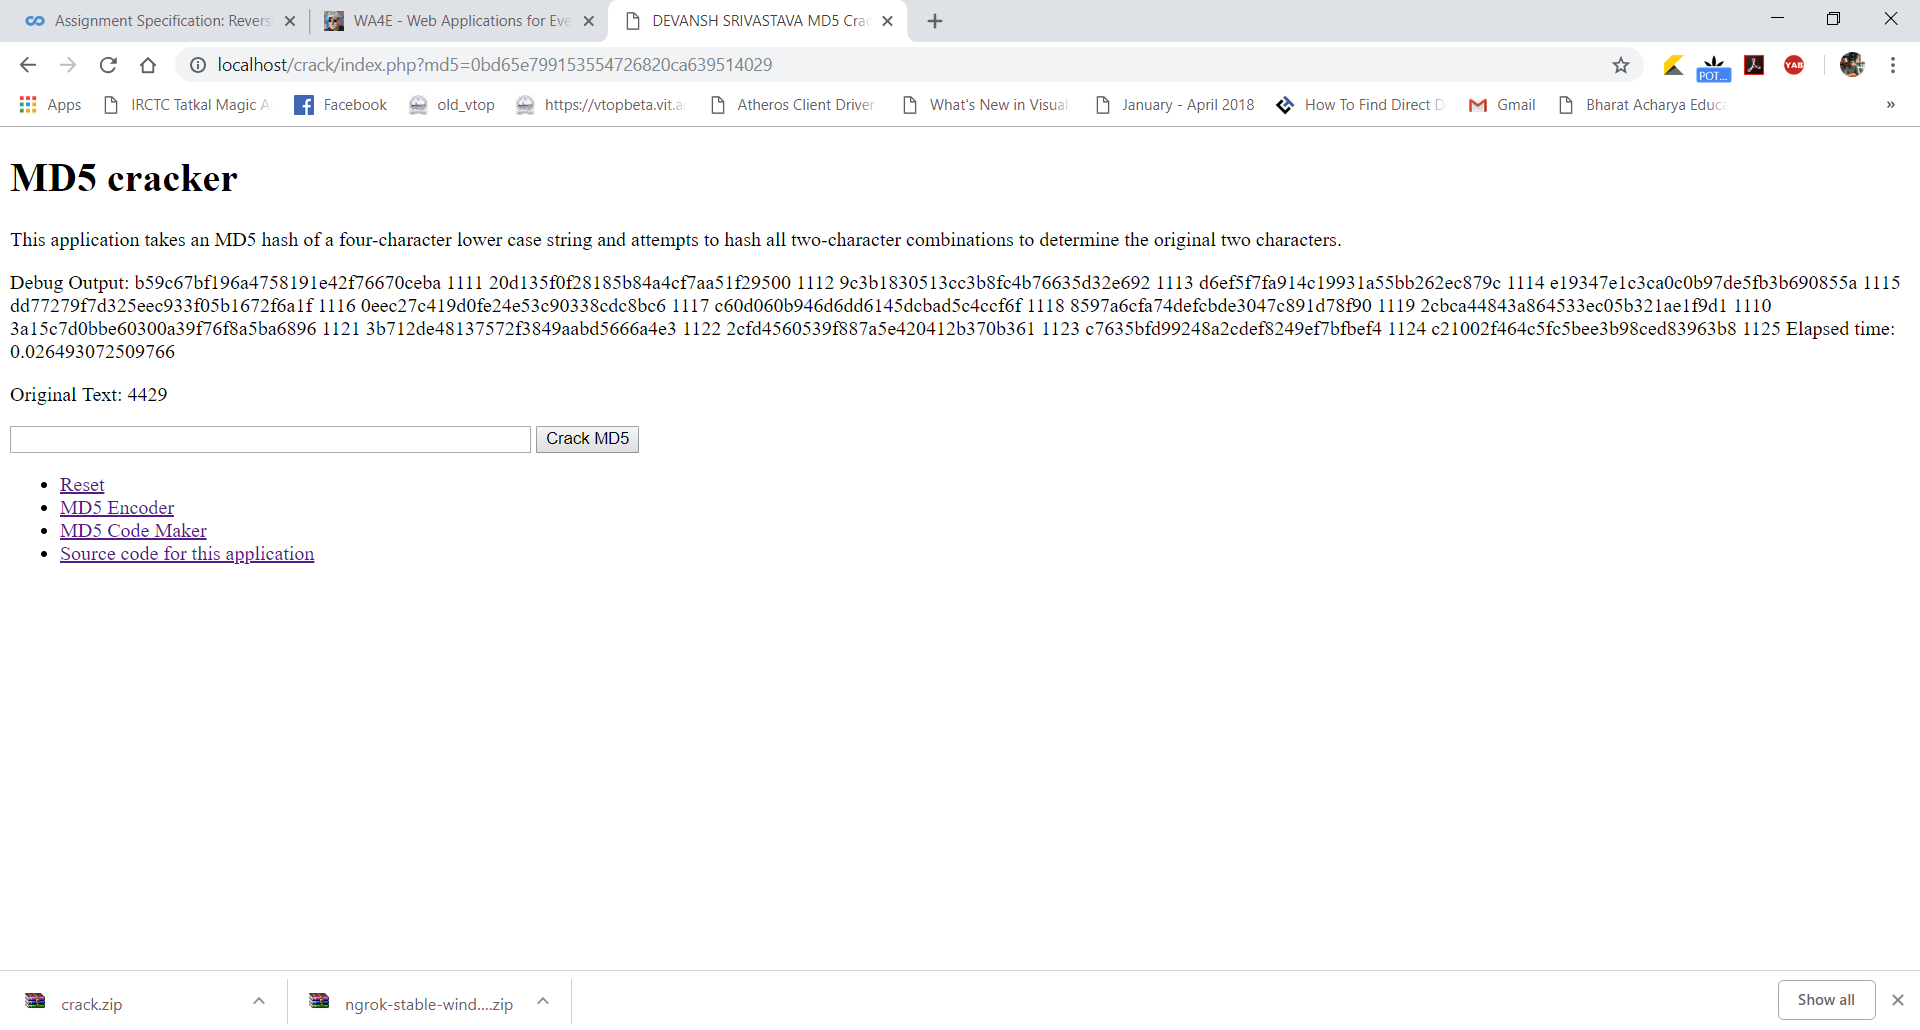 Assignment Specification: Revers
WA4E - Web Applications for Eve
DEVANSH SRIVASTAVA MD5 Crac
localhost/crack/index.php?md5=0bd65e799153554726820ca639514029
POT...
YAB
Apps
IRCTC Tatkal Magic A
Facebook
old_vtop
https://vtopbeta.vit.a
Atheros Client Driver
What's New in Visual
January - April 2018
How To Find Direct D
Gmail
Bharat Acharya Educa
»
MD5 cracker
This application takes an MD5 hash of a four-character lower case string and attempts to hash all two-character combinations to determine the original two characters.
Debug Output: b59c67bf196a4758191e42f76670ceba 1111 20d135f0f28185b84a4cf7aa51f29500 1112 9c3b1830513cc3b8fc4b76635d32e692 1113 d6ef5f7fa914c19931a55bb262ec879c 1114 e19347e1c3ca0c0b97de5fb3b690855a 1115
dd77279f7d325eec933f05b1672f6a1f 1116 0eec27c419d0fe24e53c90338cdc8bc6 1117 c60d060b946d6dd6145dcbad5c4ccf6f 1118 8597a6cfa74defcbde3047c891d78f90 1119 2cbca44843a864533ec05b321ae1f9d1 1110
3a15c7d0bbe60300a39f76f8a5ba6896 1121 3b712de48137572f3849aabd5666a4e3 1122 2cfd4560539f887a5e420412b370b361 1123 c7635bfd99248a2cdef8249ef7bfbef4 1124 c21002f464c5fc5bee3b98ced83963b8 1125 Elapsed time:
0.026493072509766
Original Text: 4429
Crack MD5
Reset
MD5 Encoder
MD5 Code Maker
Source code for this application
crack.zip
ngrok-stable-wind....zip
Show all